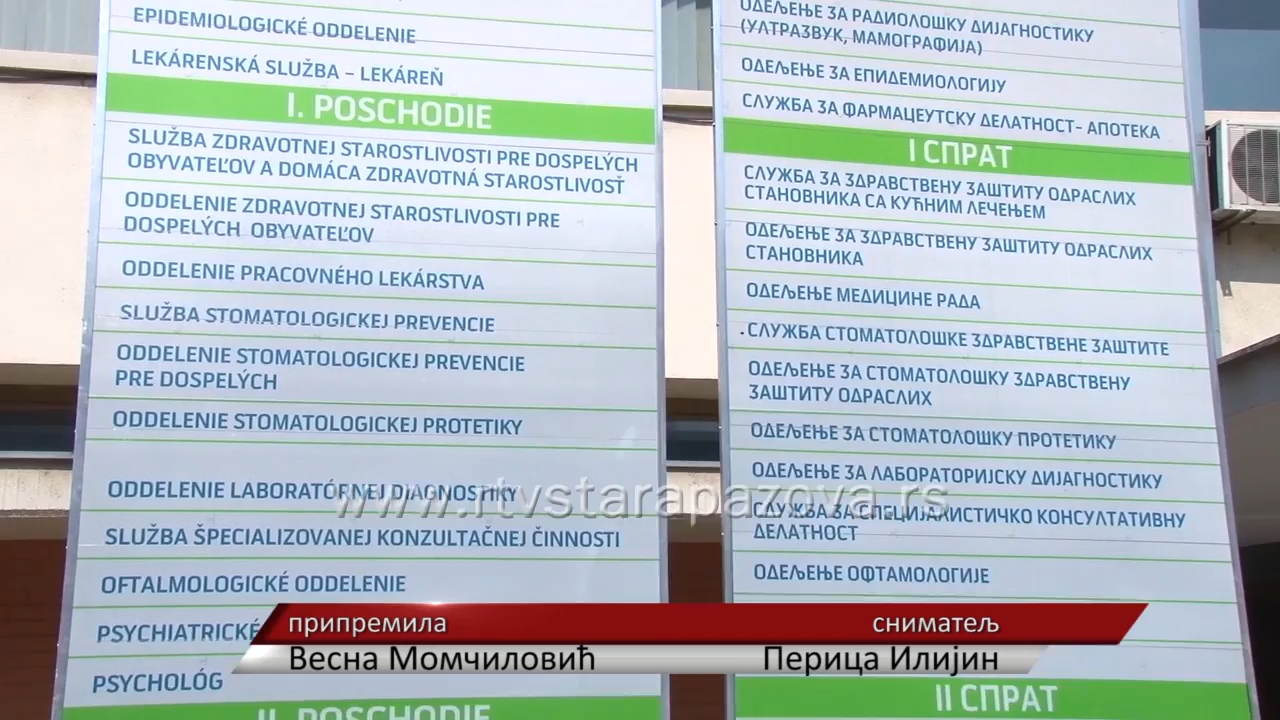 EPIDEMIOLOGICKÉ ODDELENIE
LEKÁRENSKÁ SLUŽBA – LEKÁREŇ
I. POSCHODIE
SLUŽBA ZDRAVOTNEJ STAROSTLIVOSTI PRE DOSPELÝCH
OBYVATEĽOV A DOMÁCA ZDRAVOTNÁ STAROSTLIVOSŤ
ODDELENIE ZDRAVOTNEJ STAROSTLIVOSTI PRE
DOSPELÝCH OBYVATEĽOV
ODDELENIE PRACOVNÉHO LEKÁRSTVA
SLUŽBA STOMATOLOGICKEJ PREVENCIE
ODDELENIE STOMATOLOGICKEJ PREVENCIE
PRE DOSPELÝCH
ODDELENIE STOMATOLOGICKEJ PROTETIKY
ODDELENIE LABORATÓRNEJ DIAGNOSTIKY
SLUŽBA ŠPECIALIZOVANEJ KONZULTAČNEJ ČINNOSTI
OFTALMOLOGICKÉ ODDELENIE
PSYCHIATRICKÉ
PSYCHOLÓG
II. POSCHODIE
ОДЕЉЕЊЕ ЗА РАДИОЛОШКУ ДИЈАГНОСТИКУ
(УЛТРАЗВУК, МАМОГРАФИЈА)
ОДЕЉЕЊЕ ЗА ЕПИДЕМИОЛОГИЈУ
СЛУЖБА ЗА ФАРМАЦЕУТСКУ ДЕЛАТНОСТ- АПОТЕКА
I СПРАТ
СЛУЖБА ЗА ЗДРАВСТВЕНУ ЗАШТИТУ ОДРАСЛИХ
СТАНОВНИКА СА КУЋНИМ ЛЕЧЕЊЕМ
ОДЕЉЕЊЕ ЗА ЗДРАВСТВЕНУ ЗАШТИТУ ОДРАСЛИХ
СТАНОВНИКА
ОДЕЉЕЊЕ МЕДИЦИНЕ РАДА
СЛУЖБА СТОМАТОЛОШКЕ ЗДРАВСТВЕНЕ ЗАШТИТЕ
ОДЕЉЕЊЕ ЗА СТОМАТОЛОШКУ ЗДРАВСТВЕНУ
ЗАШТИТУ ОДРАСЛИХ
ОДЕЉЕЊЕ ЗА СТОМАТОЛОШКУ ПРОТЕТИКУ
ОДЕЉЕЊЕ ЗА ЛАБОРАТОРИЈСКУ ДИЈАГНОСТИКУ
СЛУЖБА ЗА СПЕЦИЈАЛИСТИЧКО КОНСУЛТАТИВНУ
ДЕЛАТНОСТ
ОДЕЉЕЊЕ ОФТАМОЛОГИЈЕ
II СПРАТ
www.rtvstarapazova.rs
припремила
Весна Момчиловић
сниматељ
Перица Илијин